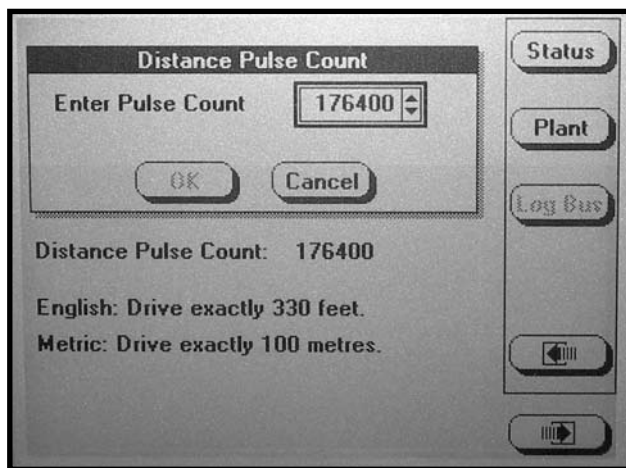 Distance Pulse Count
Enter Pulse Count 176400
OK Cancel
Distance Pulse Count: 176400
English: Drive exactly 330 feet.
Metric: Drive exactly 100 metres.
Status
Plant
Log Bus